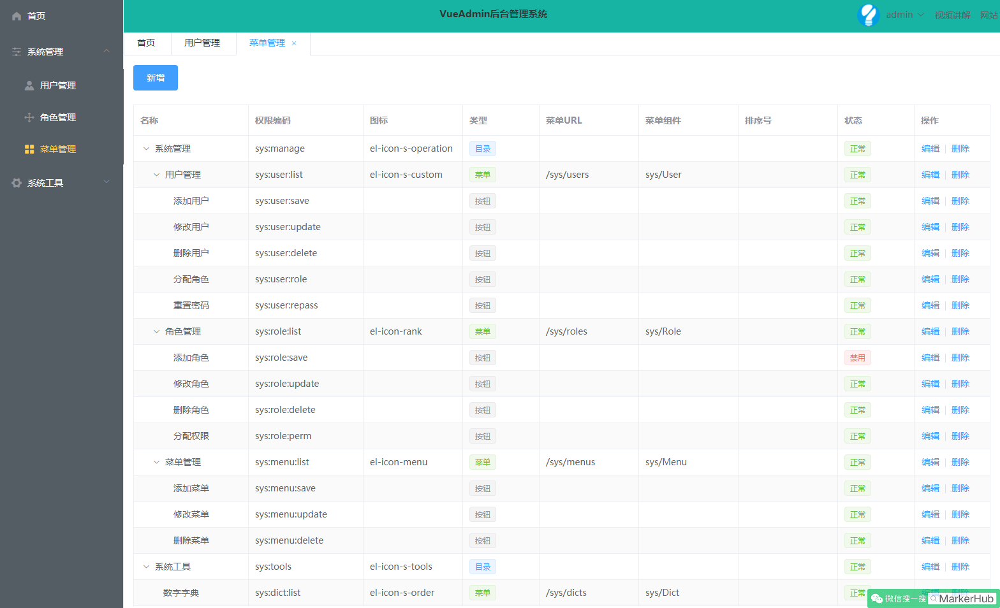 首页
系统管理
用户管理
角色管理
菜单管理
系统工具
VueAdmin后台管理系统
admin 视频讲解 网站
首页 用户管理 菜单管理 ×
新增
名称 权限编码 图标 类型 菜单URL 菜单组件 排序号 状态 操作
系统管理 sys:manage el-icon-s-operation 目录 正常 编辑 删除
用户管理 sys:user:list el-icon-s-custom 菜单 /sys/users sys/User 正常 编辑 删除
添加用户 sys:user:save 按钮 正常 编辑 删除
修改用户 sys:user:update 按钮 正常 编辑 删除
删除用户 sys:user:delete 按钮 正常 编辑 删除
分配角色 sys:user:role 按钮 正常 编辑 删除
重置密码 sys:user:repass 按钮 正常 编辑 删除
角色管理 sys:role:list el-icon-rank 菜单 /sys/roles sys/Role 正常 编辑 删除
添加角色 sys:role:save 按钮 禁用 编辑 删除
修改角色 sys:role:update 按钮 正常 编辑 删除
删除角色 sys:role:delete 按钮 正常 编辑 删除
分配权限 sys:role:perm 按钮 正常 编辑 删除
菜单管理 sys:menu:list el-icon-menu 菜单 /sys/menus sys/Menu 正常 编辑 删除
添加菜单 sys:menu:save 按钮 正常 编辑 删除
修改菜单 sys:menu:update 按钮 正常 编辑 删除
删除菜单 sys:menu:delete 按钮 正常 编辑 删除
系统工具 sys:tools el-icon-s-tools 目录 正常 编辑 删除
数字字典 sys:dict:list el-icon-s-order 菜单 /sys/dicts sys/Dict 正常
微信搜一搜 MarkerHub